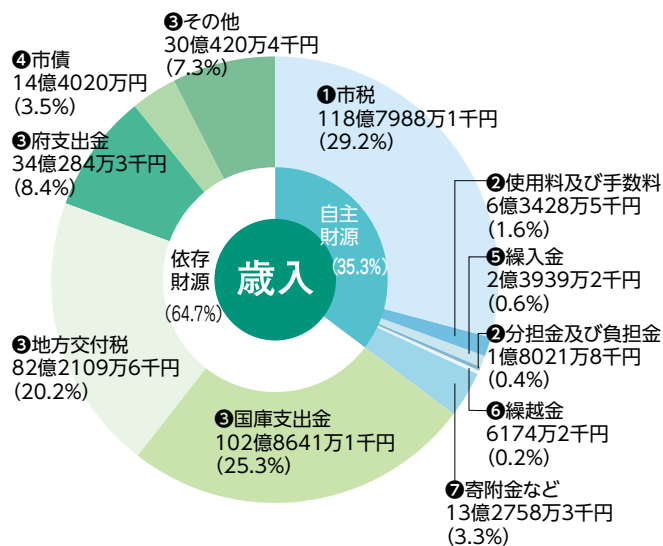 ❸その他
30億420万4千円
(7.3%)
❹市債
14億4020万円
(3.5%)
❸府支出金
34億284万3千円
(8.4%)
❶市税
118億7988万1千円
(29.2%)
❷使用料及び手数料
6億3428万5千円
(1.6%)
❺繰入金
2億3939万2千円
(0.6%)
❷分担金及び負担金
1億8021万8千円
(0.4%)
❻繰越金
6174万2千円
(0.2%)
❼寄附金など
13億2758万3千円
(3.3%)
自主
財源
(35.3%)
歳入
依存
財源
(64.7%)
❸地方交付税
82億2109万6千円
(20.2%)
❸国庫支出金
102億8641万1千円
(25.3%)